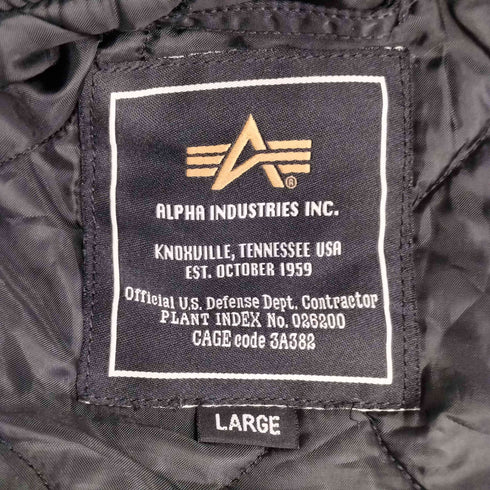 ®
ALPHA INDUSTRIES INC.
KNOXVILLE, TENNESSEE USA
EST. OCTOBER 1959
Official U.S. Defense Dept. Contractor
PLANT INDEX No. 026200
CAGE code 3A382
LARGE